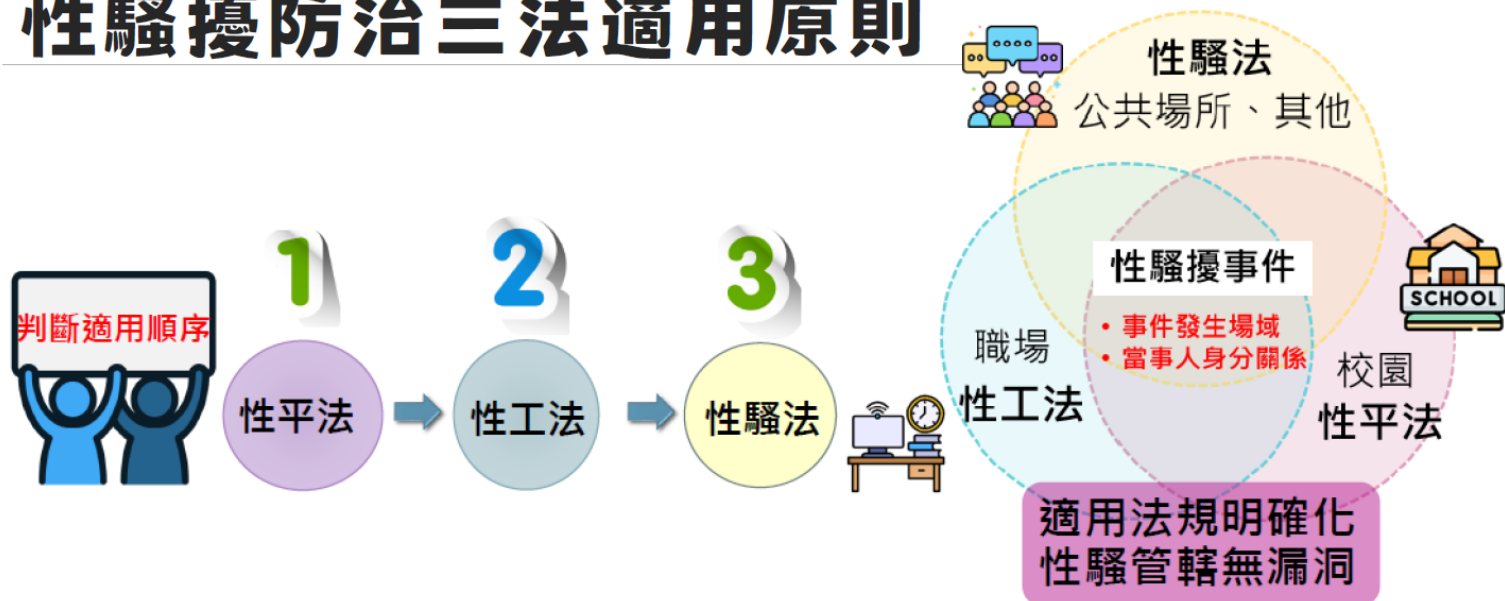 性騷擾防治三法適用原則
判斷適用順序
1
2
3
性平法
性工法
性騷法
性騷法
公共場所、其他
性騷擾事件
• 事件發生場域
• 當事人身分關係
職場
性工法
SCHOOL
校園
性平法
適用法規明確化
性騷管轄無漏洞